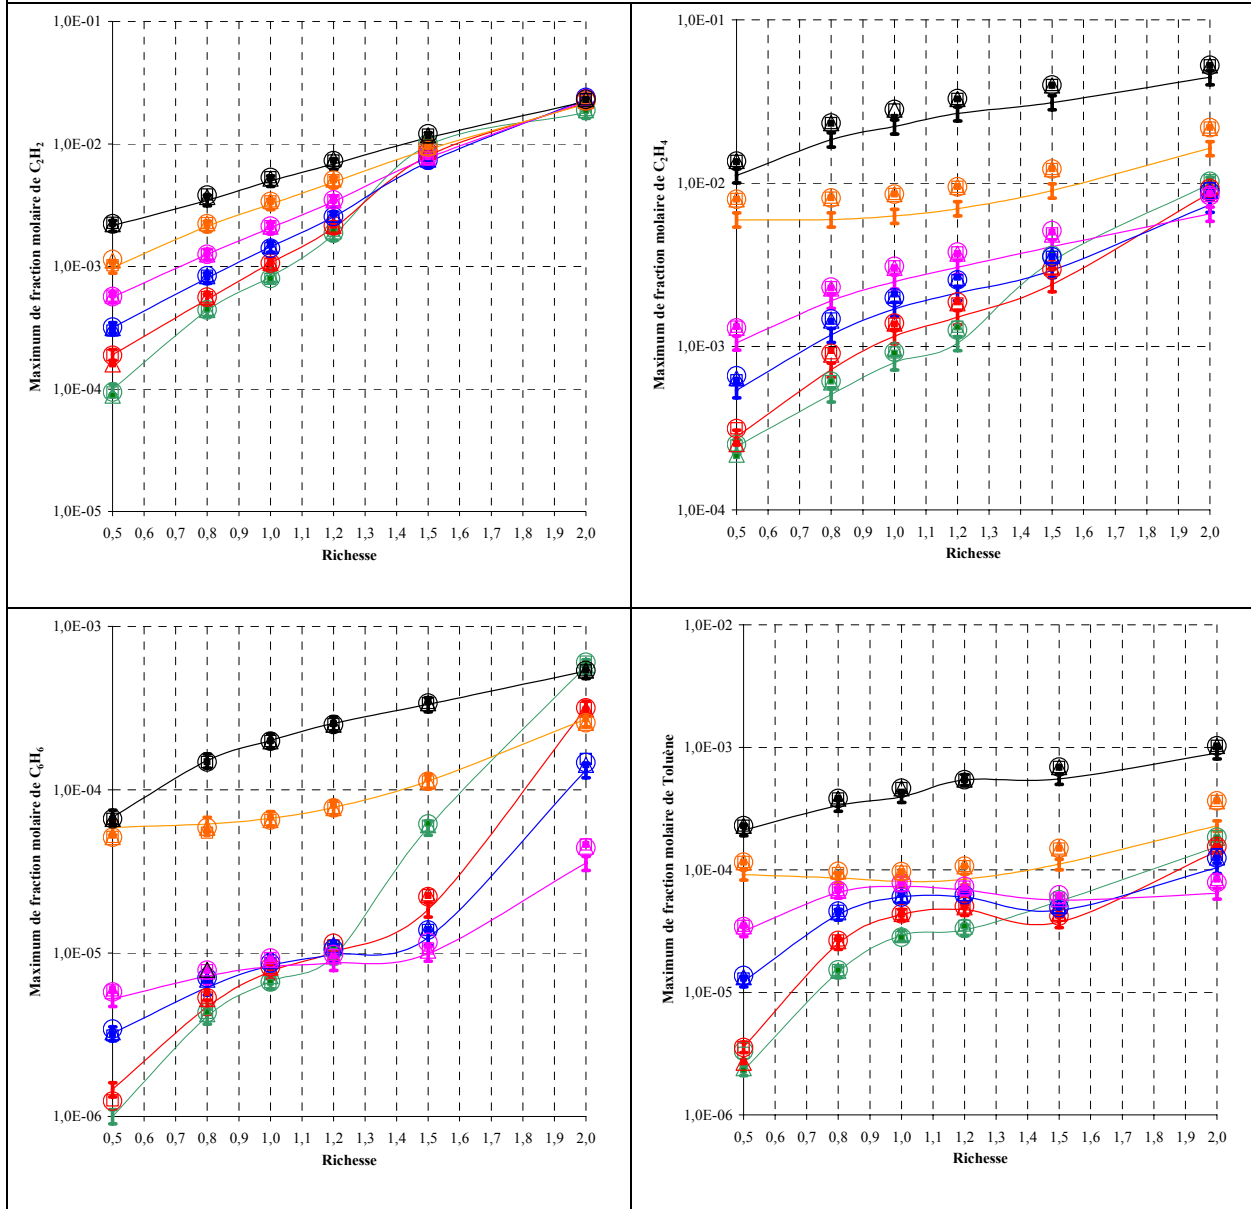 1,0E-01
1,0E-02
1,0E-03
1,0E-04
1,0E-05
Maximum de fraction molaire de C2H2
0,5 0,6 0,7 0,8 0,9 1,0 1,1 1,2 1,3 1,4 1,5 1,6 1,7 1,8 1,9 2,0
Richesse
1,0E-01
1,0E-02
1,0E-03
1,0E-04
Maximum de fraction molaire de C2H4
0,5 0,6 0,7 0,8 0,9 1,0 1,1 1,2 1,3 1,4 1,5 1,6 1,7 1,8 1,9 2,0
Richesse
1,0E-03
1,0E-04
1,0E-05
1,0E-06
Maximum de fraction molaire de C6H6
0,5 0,6 0,7 0,8 0,9 1,0 1,1 1,2 1,3 1,4 1,5 1,6 1,7 1,8 1,9 2,0
Richesse
1,0E-02
1,0E-03
1,0E-04
1,0E-05
1,0E-06
Maximum de fraction molaire de Toluène
0,5 0,6 0,7 0,8 0,9 1,0 1,1 1,2 1,3 1,4 1,5 1,6 1,7 1,8 1,9 2,0
Richesse